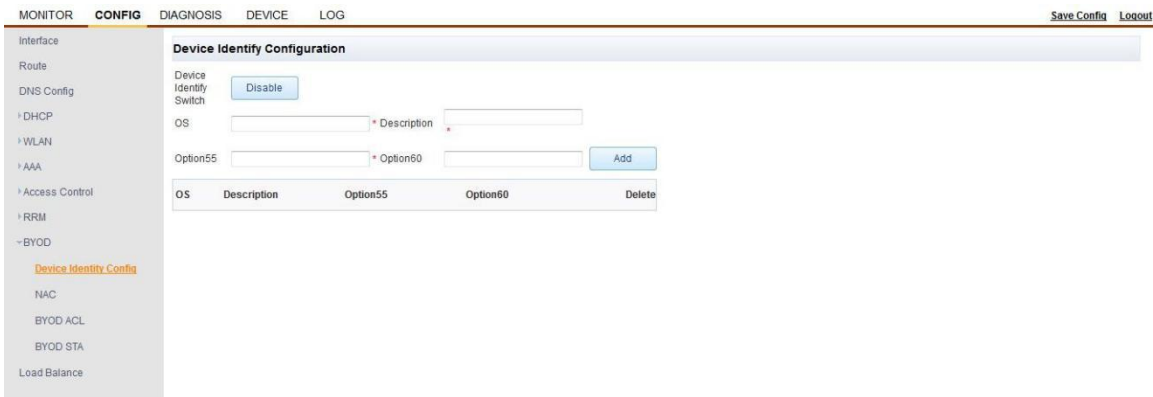 MONITOR CONFIG DIAGNOSIS DEVICE LOG Save Config Logout
Interface
Route
DNS Config
DHCP
WLAN
AAA
Access Control
RRM
BYOD
Device Identity Config
NAC
BYOD ACL
BYOD STA
Load Balance
Device Identify Configuration
Device
Identify
Switch
Disable
OS * Description *
Option55 * Option60 Add
OS Description Option55 Option60 Delete